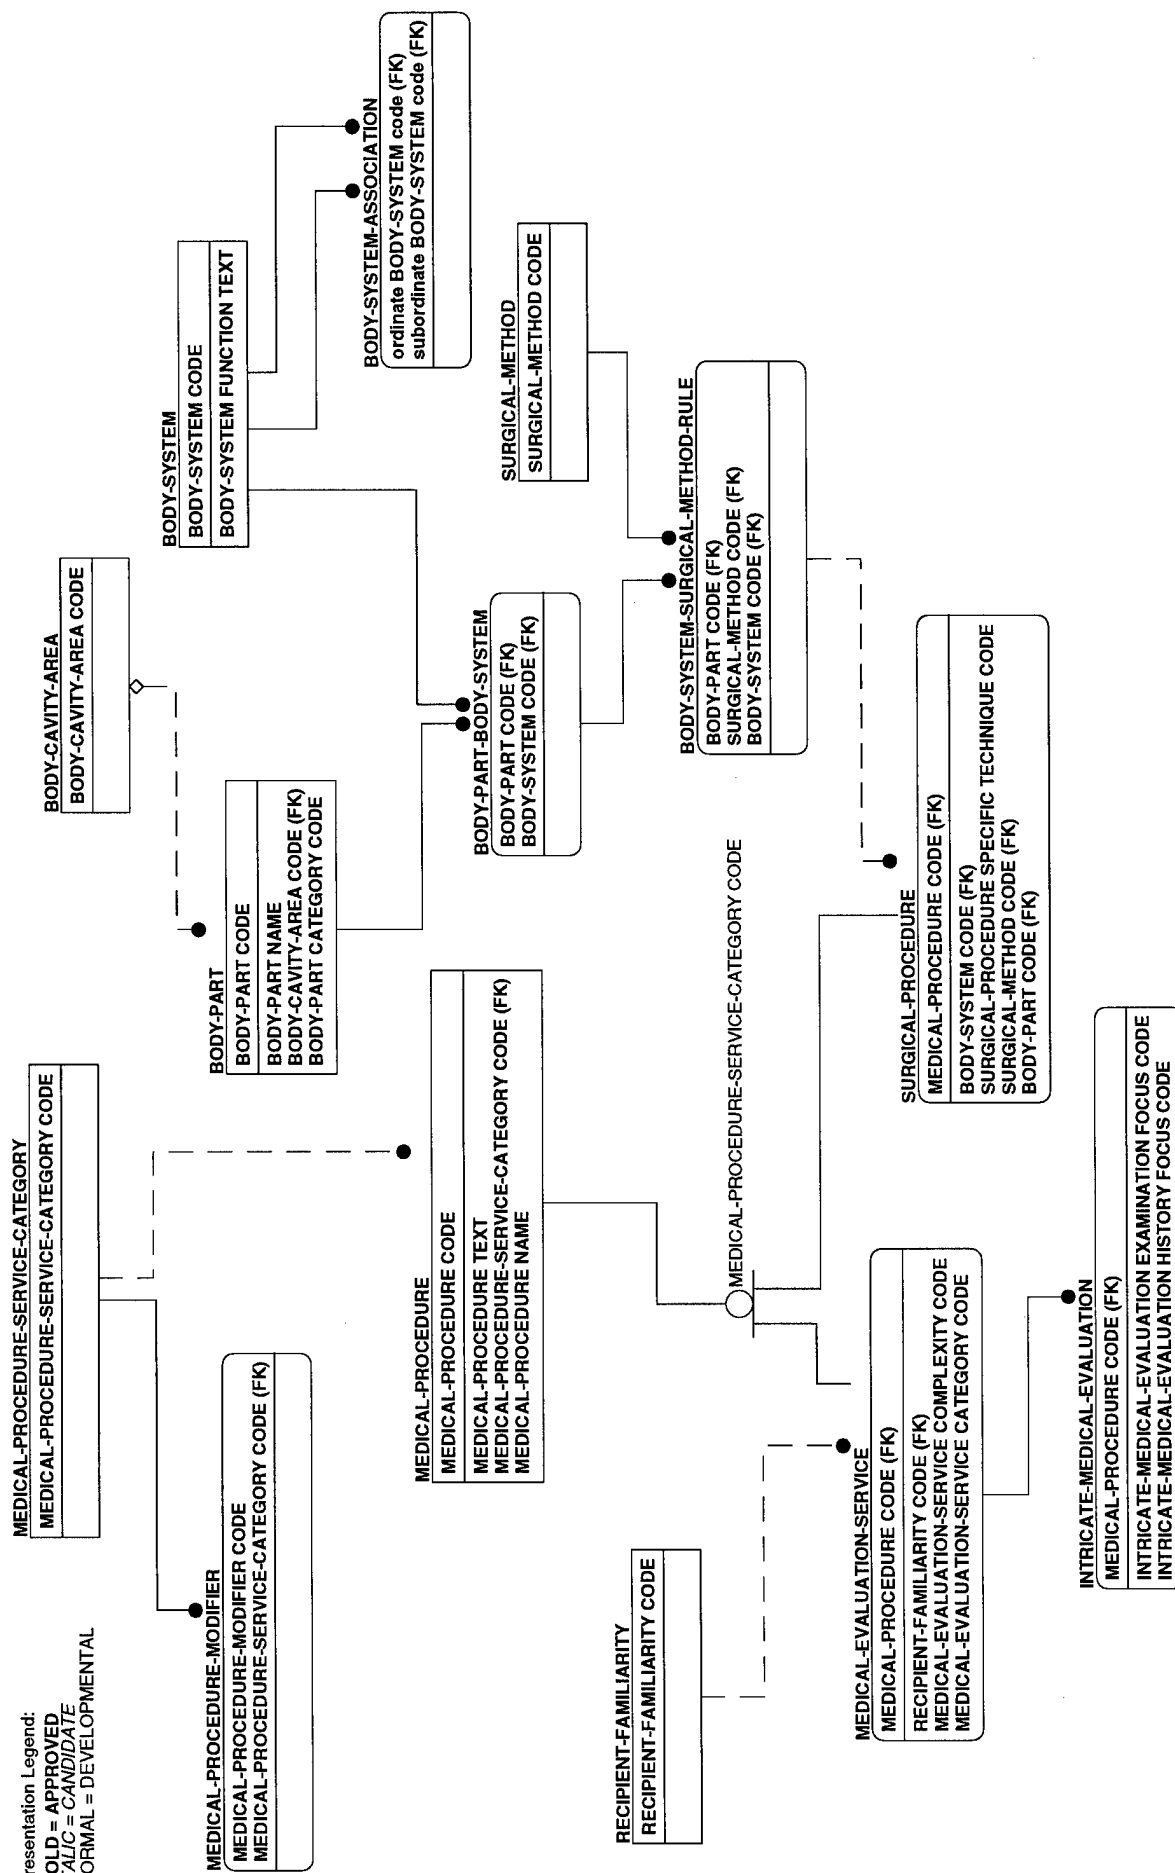 resentation Legend:
OLD = APPROVED
TALIC = CANDIDATE
ORMAL = DEVELOPMENTAL
MEDICAL-PROCEDURE-SERVICE-CATEGORY
MEDICAL-PROCEDURE-SERVICE-CATEGORY CODE
MEDICAL-PROCEDURE-MODIFIER
MEDICAL-PROCEDURE-MODIFIER CODE
MEDICAL-PROCEDURE-SERVICE-CATEGORY CODE (FK)
BODY-CAVITY-AREA
BODY-CAVITY-AREA CODE
BODY-PART
BODY-PART CODE
BODY-PART NAME
BODY-CAVITY-AREA CODE (FK)
BODY-PART CATEGORY CODE
BODY-SYSTEM
BODY-SYSTEM CODE
BODY-SYSTEM FUNCTION TEXT
BODY-SYSTEM-ASSOCIATION
ordinate BODY-SYSTEM code (FK)
subordinate BODY-SYSTEM code (FK)
MEDICAL-PROCEDURE
MEDICAL-PROCEDURE CODE
MEDICAL-PROCEDURE TEXT
MEDICAL-PROCEDURE-SERVICE-CATEGORY CODE (FK)
MEDICAL-PROCEDURE NAME
BODY-PART-BODY-SYSTEM
BODY-PART CODE (FK)
BODY-SYSTEM CODE (FK)
SURGICAL-METHOD
SURGICAL-METHOD CODE
RECIPIENT-FAMILIARITY
RECIPIENT-FAMILIARITY CODE
MEDICAL-PROCEDURE-SERVICE-CATEGORY CODE
BODY-SYSTEM-SURGICAL-METHOD-RULE
BODY-PART CODE (FK)
SURGICAL-METHOD CODE (FK)
BODY-SYSTEM CODE (FK)
MEDICAL-EVALUATION-SERVICE
MEDICAL-PROCEDURE CODE (FK)
RECIPIENT-FAMILIARITY CODE (FK)
MEDICAL-EVALUATION-SERVICE COMPLEXITY CODE
MEDICAL-EVALUATION-SERVICE CATEGORY CODE
SURGICAL-PROCEDURE
MEDICAL-PROCEDURE CODE (FK)
BODY-SYSTEM CODE (FK)
SURGICAL-PROCEDURE SPECIFIC TECHNIQUE CODE
SURGICAL-METHOD CODE (FK)
BODY-PART CODE (FK)
INTRICATE-MEDICAL-EVALUATION
MEDICAL-PROCEDURE CODE (FK)
INTRICATE-MEDICAL-EVALUATION EXAMINATION FOCUS CODE
INTRICATE-MEDICAL-EVALUATION HISTORY FOCUS CODE